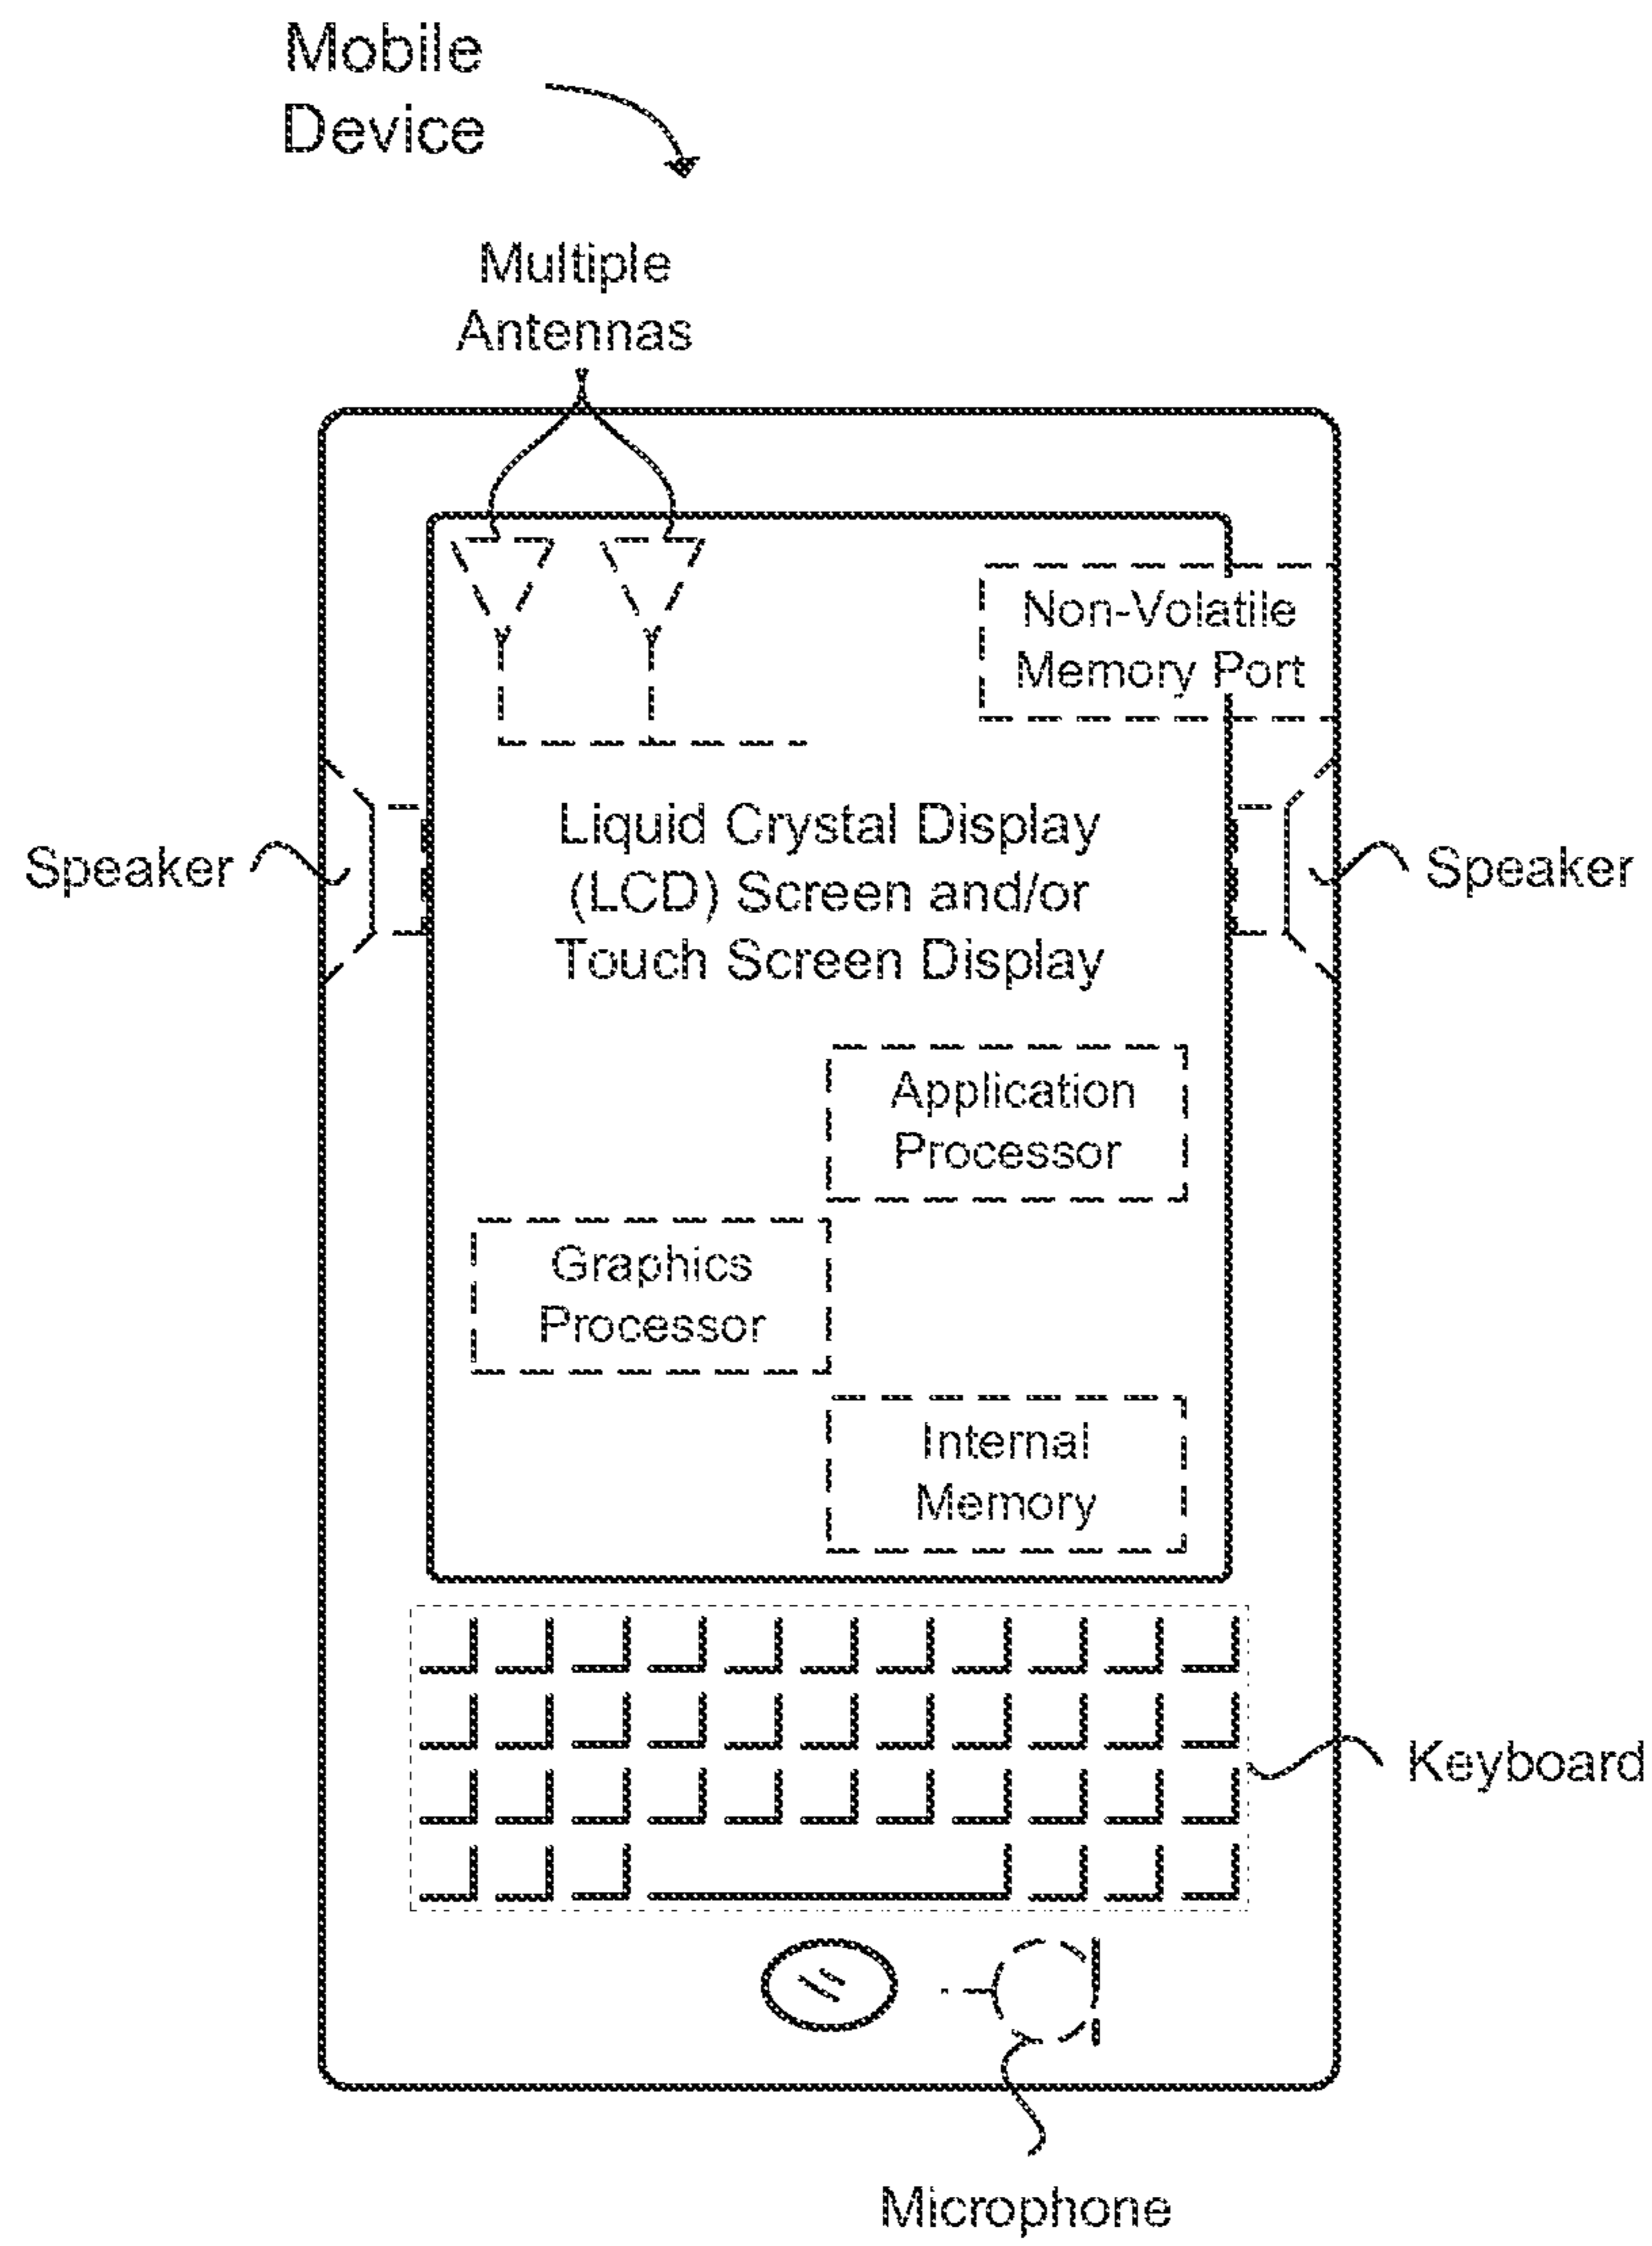 Mobile
Device
Multiple
Antennas
Non-Volatile
Memory Port
Speaker
Liquid Crystal Display
(LCD) Screen and/or
Touch Screen Display
Speaker
Application
Processor
Graphics
Processor
Internal
Memory
Keyboard
Microphone